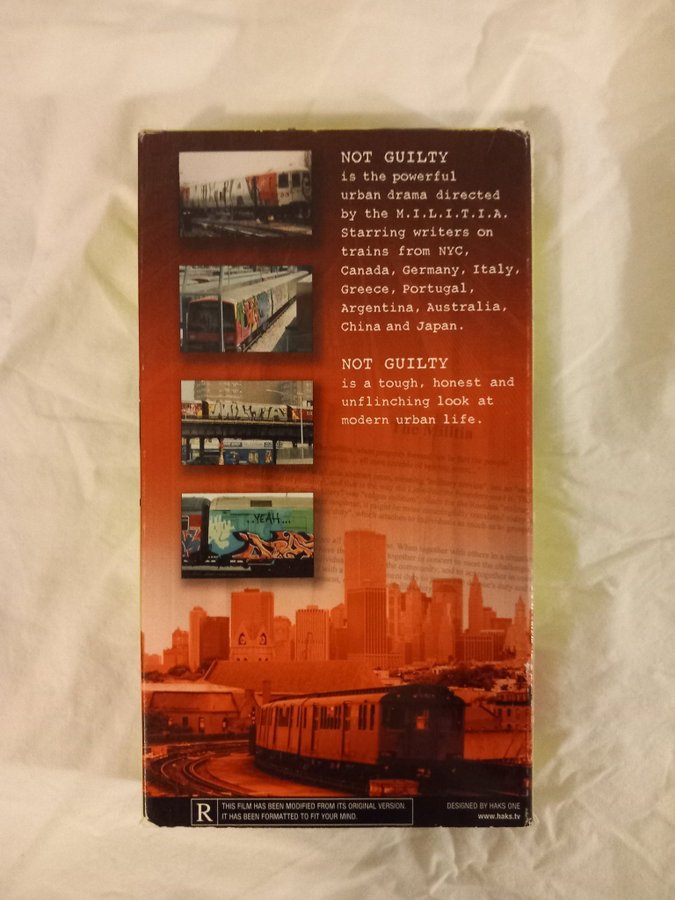 NOT GUILTY
is the powerful
urban drama directed
by the M.I.L.I.T.I.A.
Starring writers on
trains from NYC,
Canada, Germany, Italy,
Greece, Portugal,
Argentina, Australia,
China and Japan.
NOT GUILTY
is a tough, honest and
unflinching look at
modern urban life.
The Militia
..YEAH...
R
THIS FILM HAS BEEN MODIFIED FROM ITS ORIGINAL VERSION.
IT HAS BEEN FORMATTED TO FIT YOUR MIND.
DESIGNED BY HAKS ONE
www.haks.tv